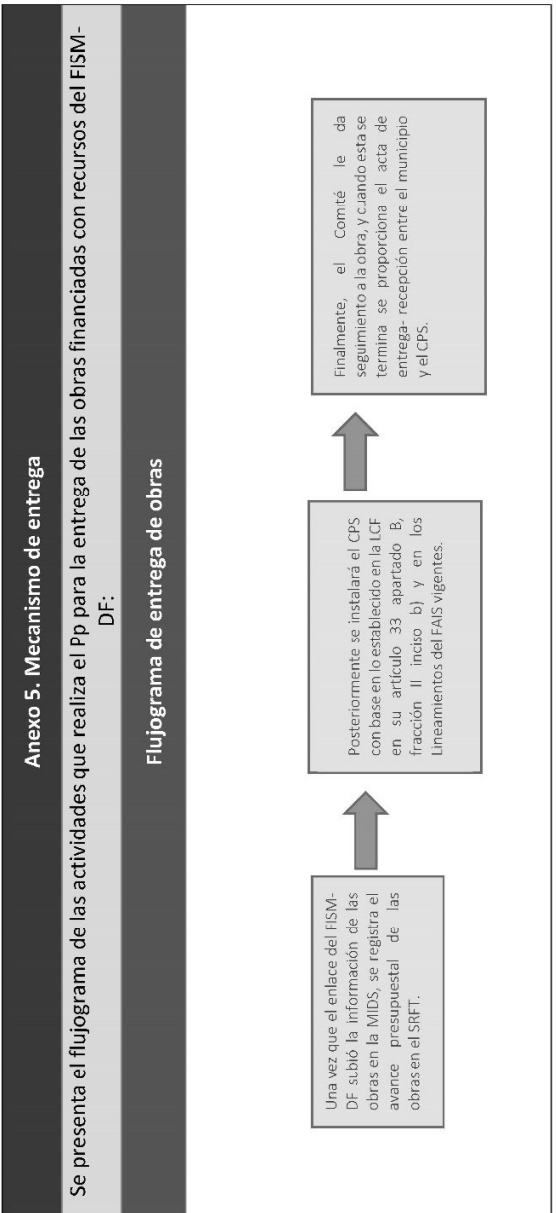 Anexo 5. Mecanismo de entrega
Se presenta el flujograma de las actividades que realiza el Pp para la entrega de las obras financiadas con recursos del FISM-
DF:
Flujograma de entrega de obras
Una vez que el enlace del FISM-
DF subió la información de las
obras en la MIDS, se registra el
avance presupuestal de las
obras en el SRFT.
Posteriormente se instalará el CPS
con base en lo establecido en la LCF
en su artículo 33 apartado B,
fracción II inciso b) y en los
Lineamientos del FAIS vigentes.
Finalmente, el Comité le da
seguimiento a la obra, y cuando esta se
termina se proporciona el acta de
entrega- recepción entre el municipio
y el CPS.